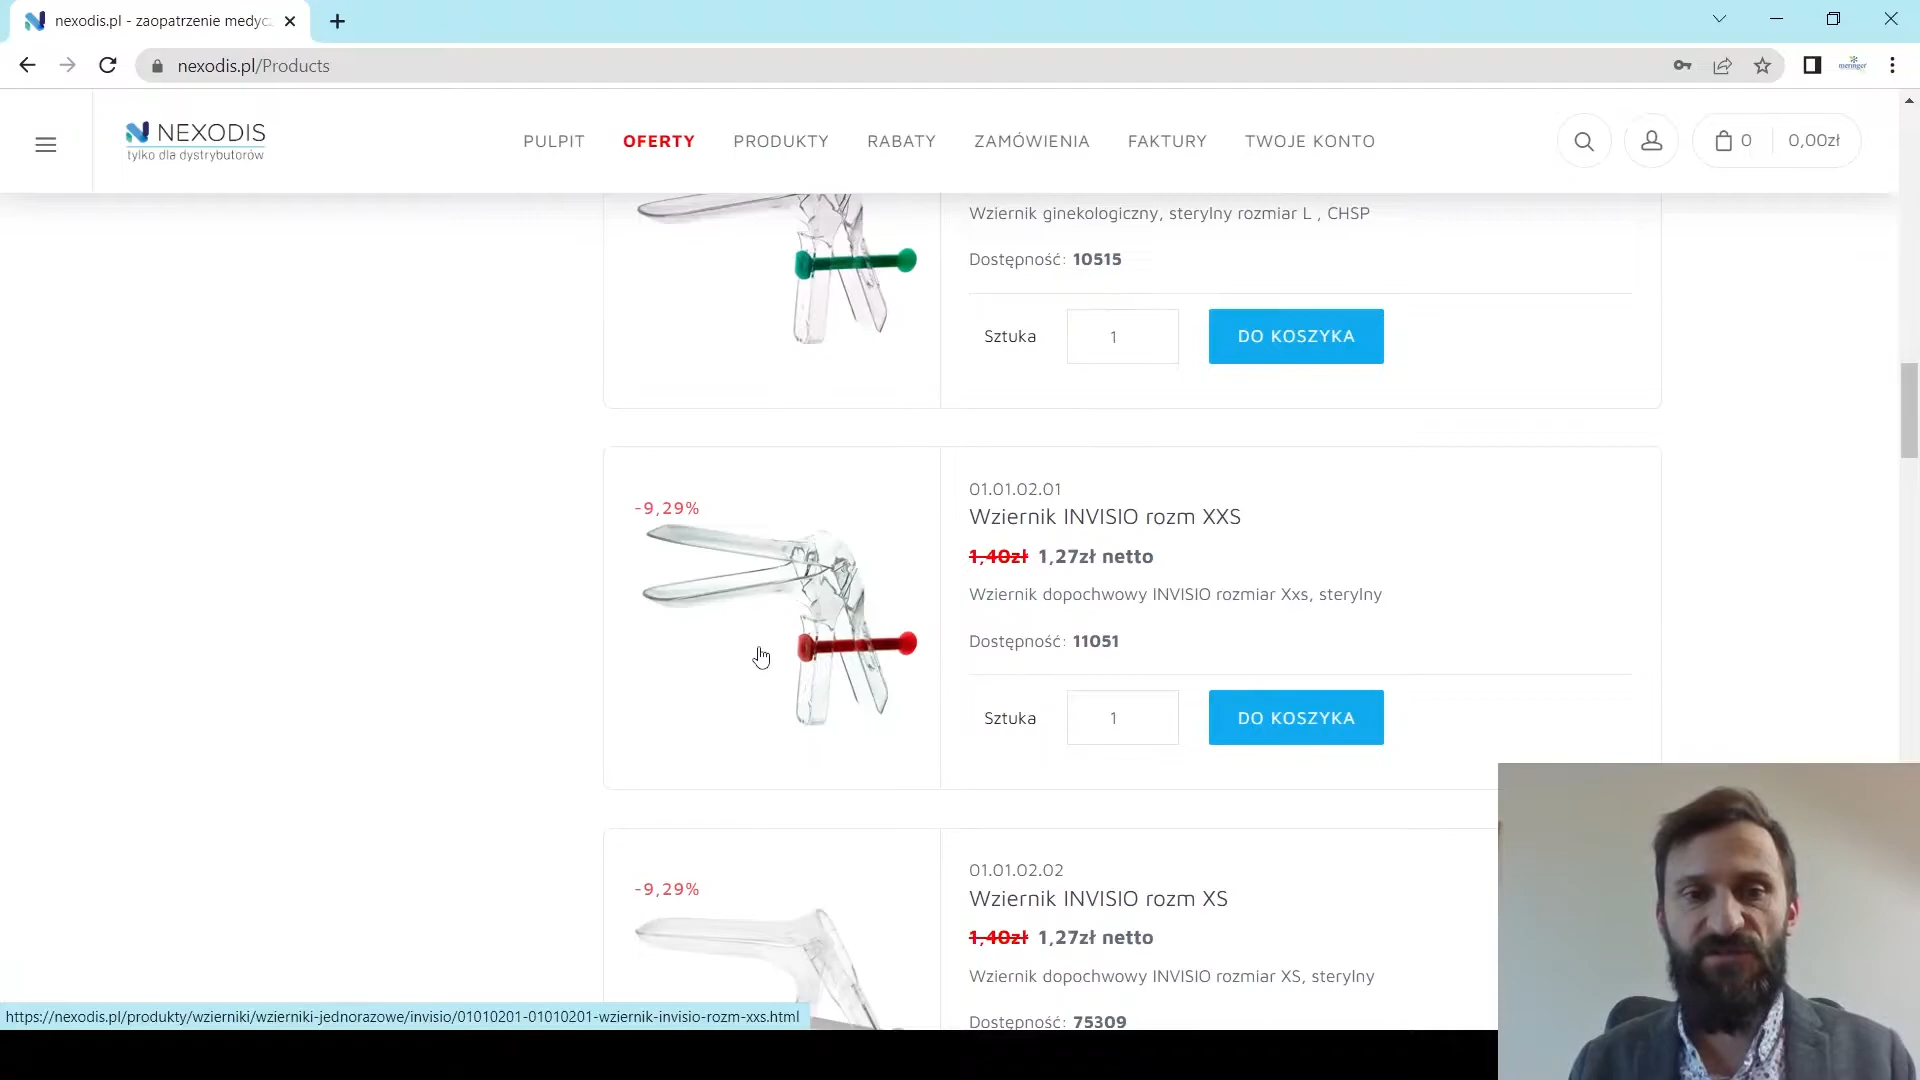 nexodis.pl - zaopatrzenie medycz
nexodis.pl/Products
meringer
NEXODIS
tylko dla dystrybutorów
PULPIT
OFERTY
PRODUKTY
RABATY
ZAMÓWIENIA
FAKTURY
TWOJE KONTO
0
0,00zł
Wziernik ginekologiczny, sterylny rozmiar L , CHSP
Dostępność: 10515
Sztuka 1 DO KOSZYKA
-9,29%
01.01.02.01
Wziernik INVISIO rozm XXS
1,40zł 1,27zł netto
Wziernik dopochwowy INVISIO rozmiar Xxs, sterylny
Dostępność: 11051
Sztuka 1 DO KOSZYKA
-9,29%
01.01.02.02
Wziernik INVISIO rozm XS
1,40zł 1,27zł netto
Wziernik dopochwowy INVISIO rozmiar XS, sterylny
Dostępność: 75309
https://nexodis.pl/produkty/wzierniki/wzierniki-jednorazowe/invisio/01010201-01010201-wziernik-invisio-rozm-xxs.html